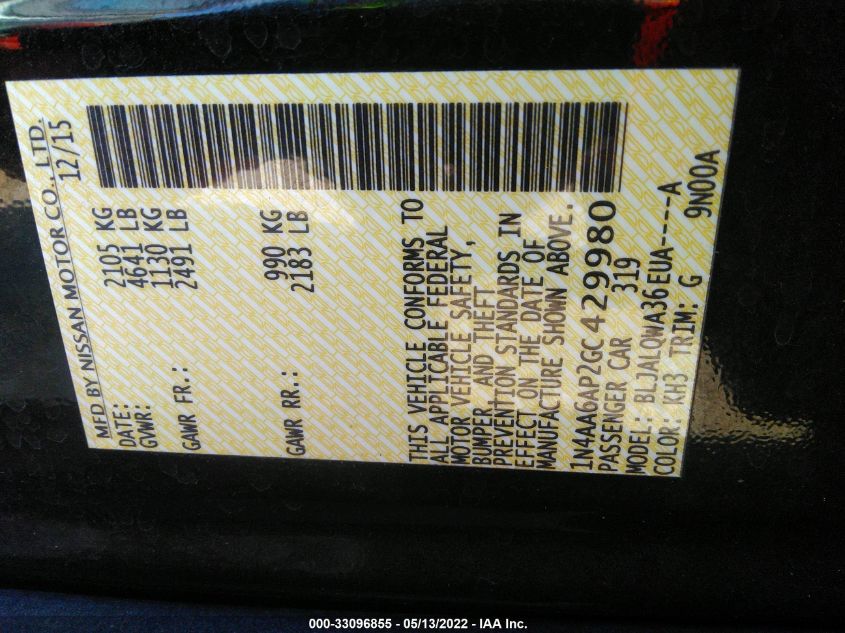 MFD BY NISSAN MOTOR CO., LTD.
DATE: 12/15
GVWR: 2105 KG
4641 LB
GAWR FR.: 1130 KG
2491 LB
GAWR RR.: 990 KG
2183 LB
THIS VEHICLE CONFORMS TO
ALL APPLICABLE FEDERAL
MOTOR VEHICLE SAFETY,
BUMPER, AND THEFT
PREVENTION STANDARDS IN
EFFECT ON THE DATE OF
MANUFACTURE SHOWN ABOVE.
1N4AA6AP2GC429980
PASSENGER CAR 319
MODEL: BLJALQWA36EUA----A
COLOR: KH3 TRIM: G 9N00A
000-33096855 - 05/13/2022 - IAA Inc.